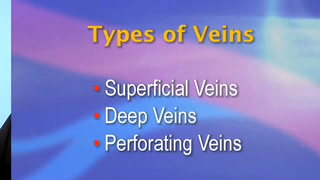 Types of Veins
• Superficial Veins
• Deep Veins
• Perforating Veins